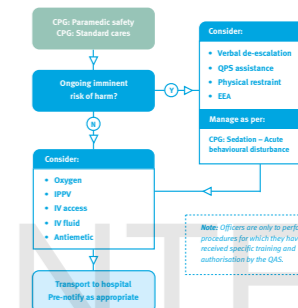 CPG: Paramedic safety
CPG: Standard cares
Ongoing imminent
risk of harm?
Y
N
Consider:
• Verbal de-escalation
• QPS assistance
• Physical restraint
• EEA
Manage as per:
CPG: Sedation – Acute
behavioural disturbance
Consider:
• Oxygen
• IPPV
• IV access
• IV fluid
• Antiemetic
Note: Officers are only to
procedures for which they
received specific training and
authorisation by the QAS.
Transport to hospital
Pre-notify as appropriate